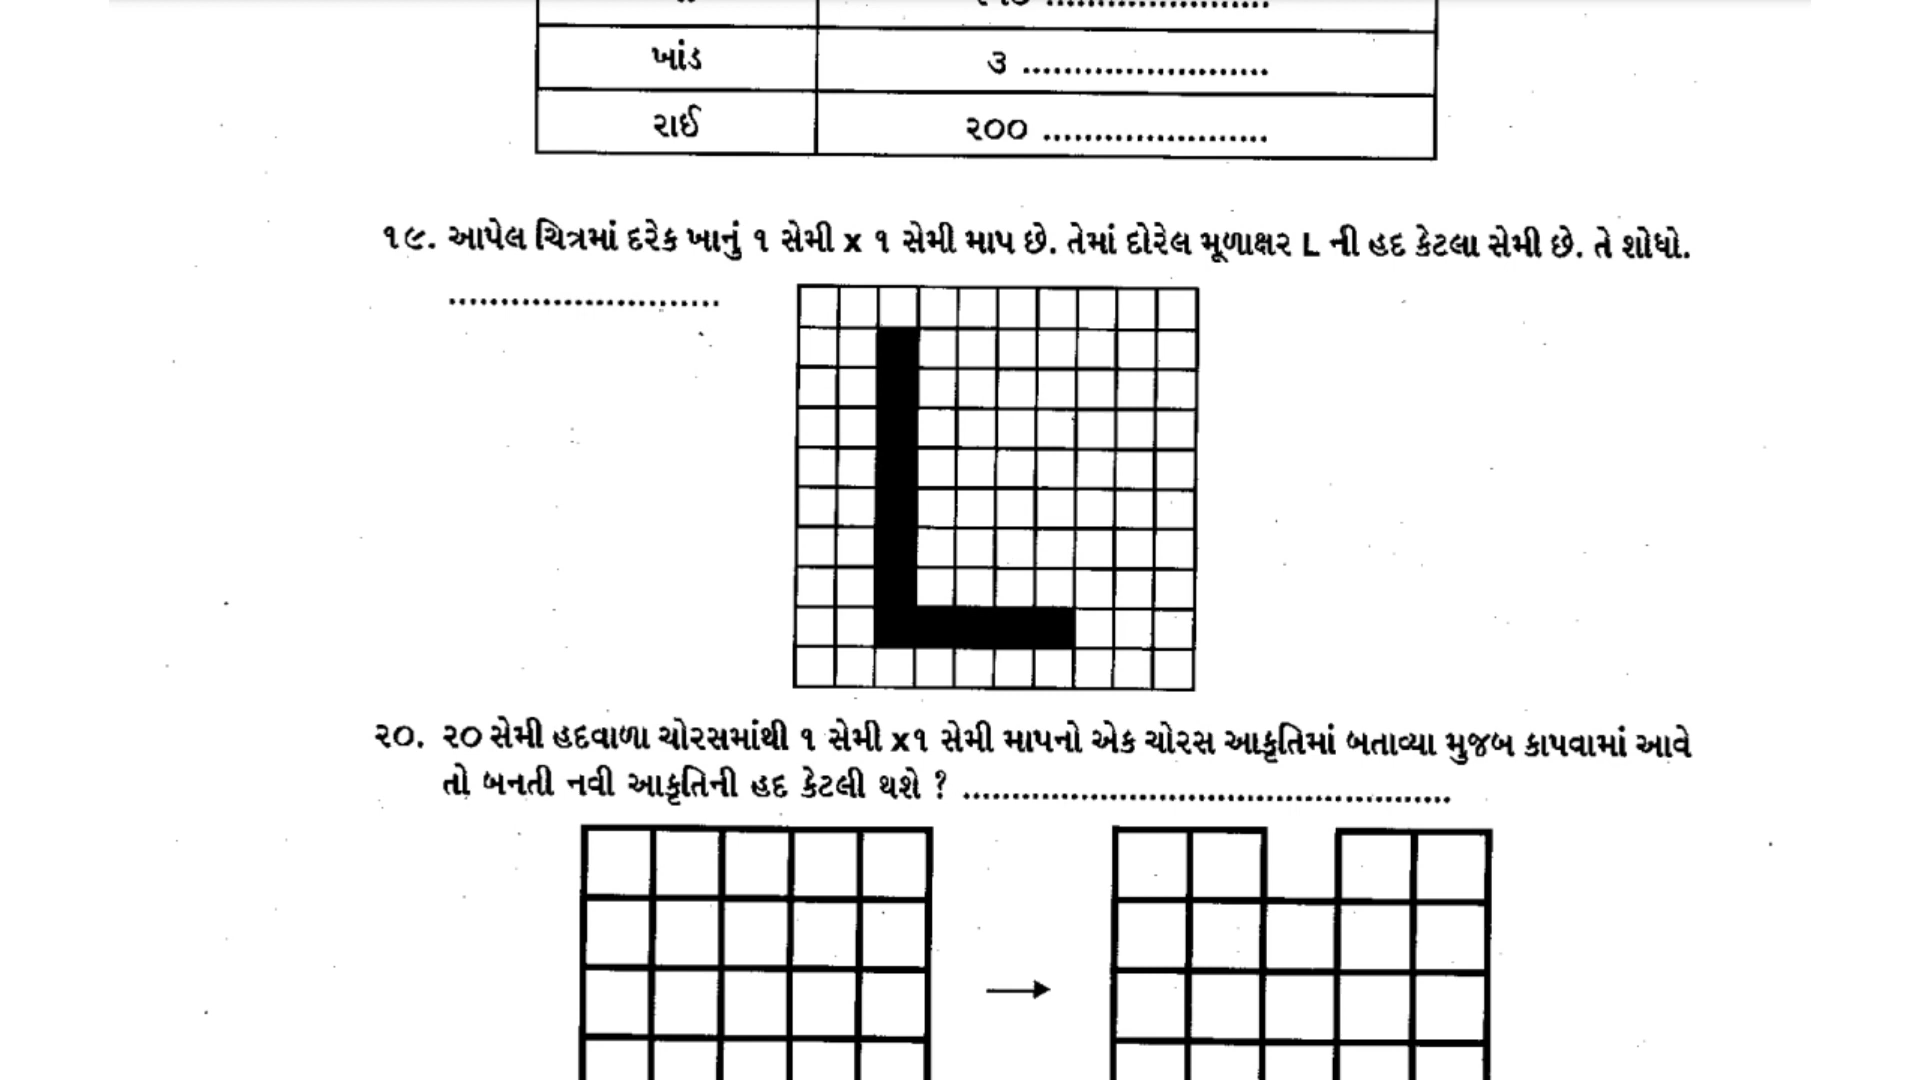 ખાંડ ૩ ........................
રાઈ ૨૦૦ ......................
૧૯. આપેલ ચિત્રમાં દરેક ખાનું ૧ સેમી x ૧ સેમી માપ છે. તેમાં દોરેલ મૂળાક્ષર L ની હદ કેટલા સેમી છે. તે શોધો.
..........................
૨૦. ૨૦ સેમી હદવાળા ચોરસમાંથી ૧ સેમી x૧ સેમી માપનો એક ચોરસ આકૃતિમાં બતાવ્યા મુજબ કાપવામાં આવે
તો બનતી નવી આકૃતિની હદ કેટલી થશે ? .................................................